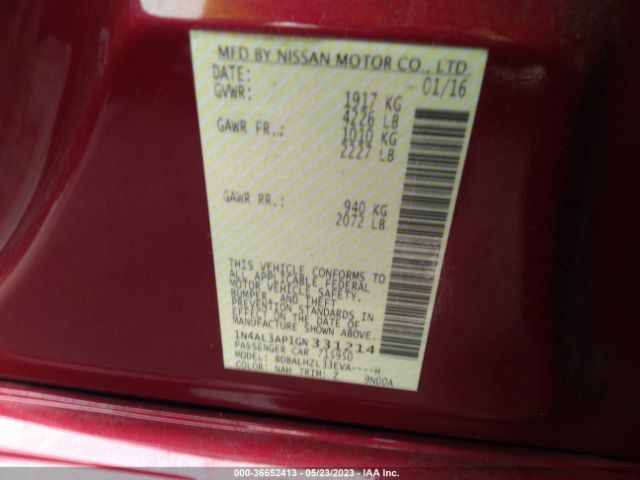 MFD BY NISSAN MOTOR CO., LTD.
DATE: 01/16
GVWR: 1917 KG
4226 LB
GAWR FR.: 1010 KG
2227 LB
GAWR RR.: 940 KG
2072 LB
THIS VEHICLE CONFORMS TO
ALL APPLICABLE FEDERAL
MOTOR VEHICLE SAFETY,
BUMPER, AND THEFT
PREVENTION STANDARDS IN
EFFECT ON THE DATE OF
MANUFACTURE SHOWN ABOVE.
1N4AL3AP1GN331214
PASSENGER CAR 715950
MODEL: BDBALHZL33EVA----H
COLOR: NAH TRIM: Z 9N00A
000-36652413 - 05/23/2023 - IAA Inc.